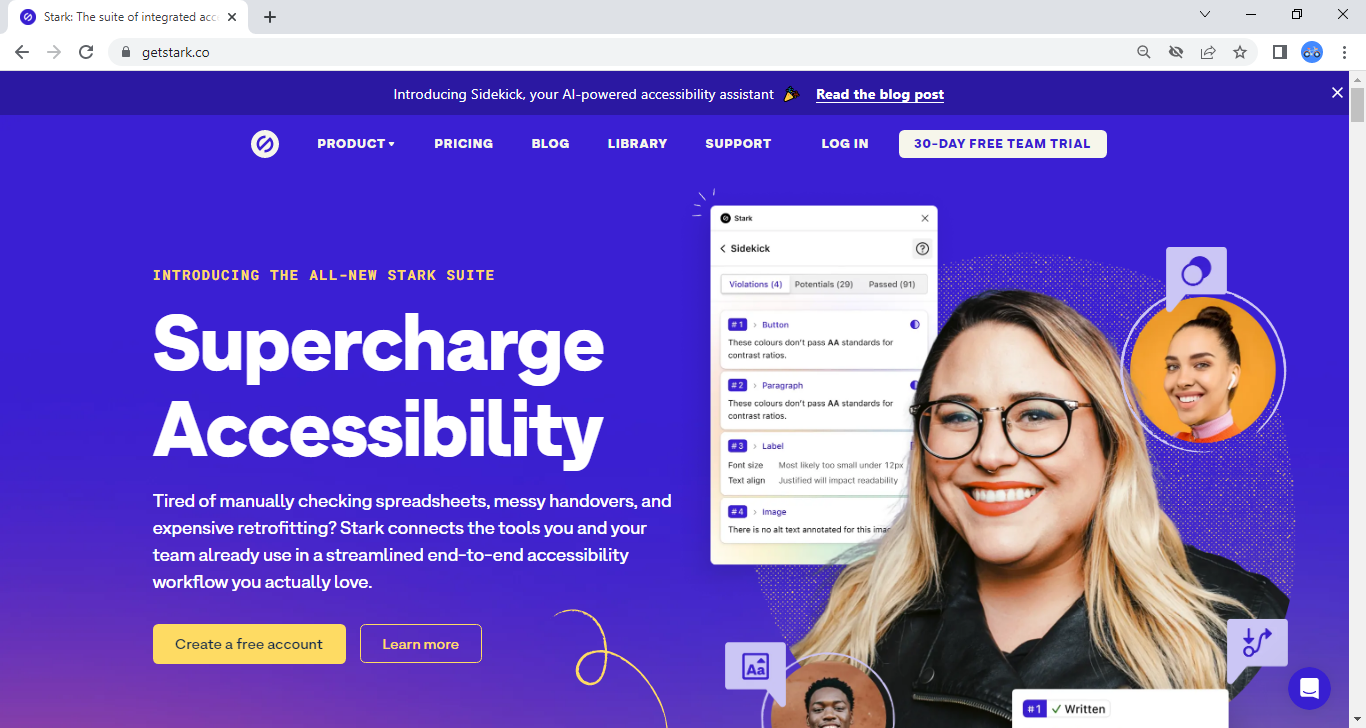 Stark: The suite of integrated acc
getstark.co
Introducing Sidekick, your AI-powered accessibility assistant 🎉 Read the blog post
PRODUCT PRICING BLOG LIBRARY SUPPORT LOG IN 30-DAY FREE TEAM TRIAL
INTRODUCING THE ALL-NEW STARK SUITE
Supercharge
Accessibility
Tired of manually checking spreadsheets, messy handovers, and
expensive retrofitting? Stark connects the tools you and your
team already use in a streamlined end-to-end accessibility
workflow you actually love.
Create a free account Learn more
Stark
Sidekick
Violations (4) Potentials (29) Passed (91)
#1 › Button
These colours don't pass AA standards for
contrast ratios.
#2 › Paragraph
These colours don't pass AA standards for
contrast ratios.
#3 › Label
Font size Most likely too small under 12px
Text align Justified will impact readability
#4 › Image
There is no alt text annotated for this imag
Aa
#1 ✓ Written